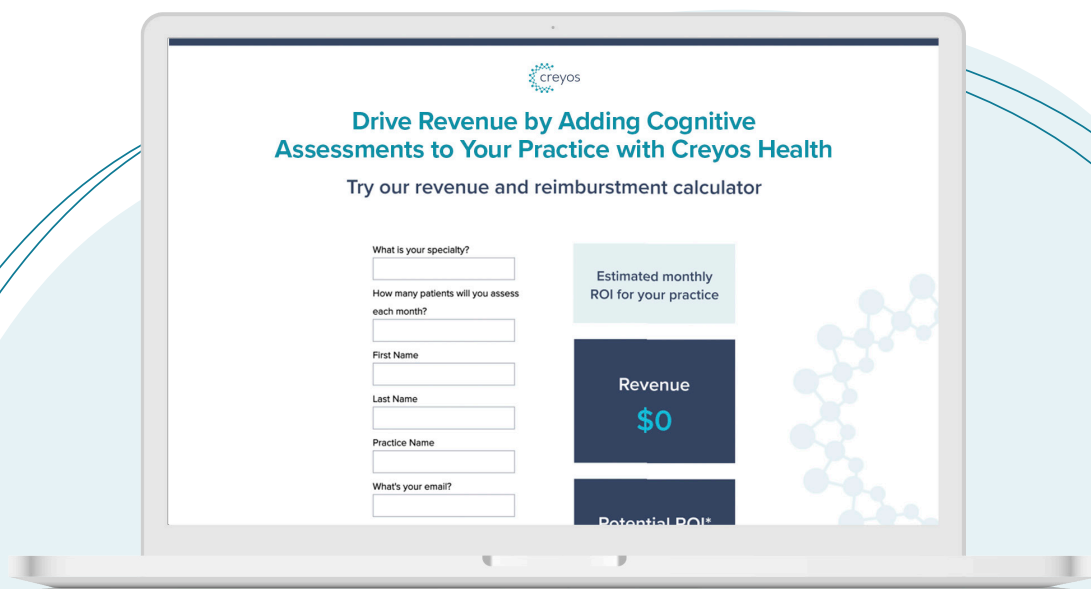 creyos
Drive Revenue by Adding Cognitive
Assessments to Your Practice with Creyos Health
Try our revenue and reimburstment calculator
What is your specialty?
How many patients will you assess
each month?
First Name
Last Name
Practice Name
What's your email?
Estimated monthly
ROI for your practice
Revenue
$0
Potential ROI*